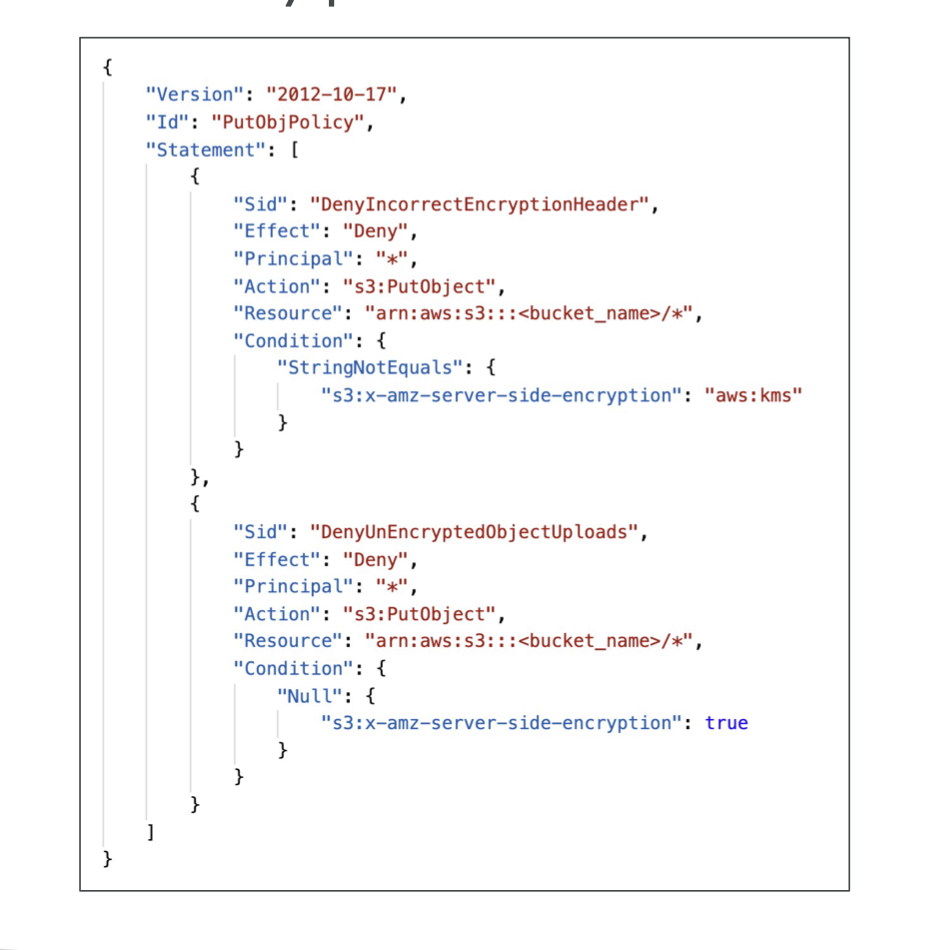 {
    "Version": "2012-10-17",
    "Id": "PutObjPolicy",
    "Statement": [
        {
            "Sid": "DenyIncorrectEncryptionHeader",
            "Effect": "Deny",
            "Principal": "*",
            "Action": "s3:PutObject",
            "Resource": "arn:aws:s3:::<bucket_name>/*",
            "Condition": {
                "StringNotEquals": {
                    "s3:x-amz-server-side-encryption": "aws:kms"
                }
            }
        },
        {
            "Sid": "DenyUnEncryptedObjectUploads",
            "Effect": "Deny",
            "Principal": "*",
            "Action": "s3:PutObject",
            "Resource": "arn:aws:s3:::<bucket_name>/*",
            "Condition": {
                "Null": {
                    "s3:x-amz-server-side-encryption": true
                }
            }
        }
    ]
}